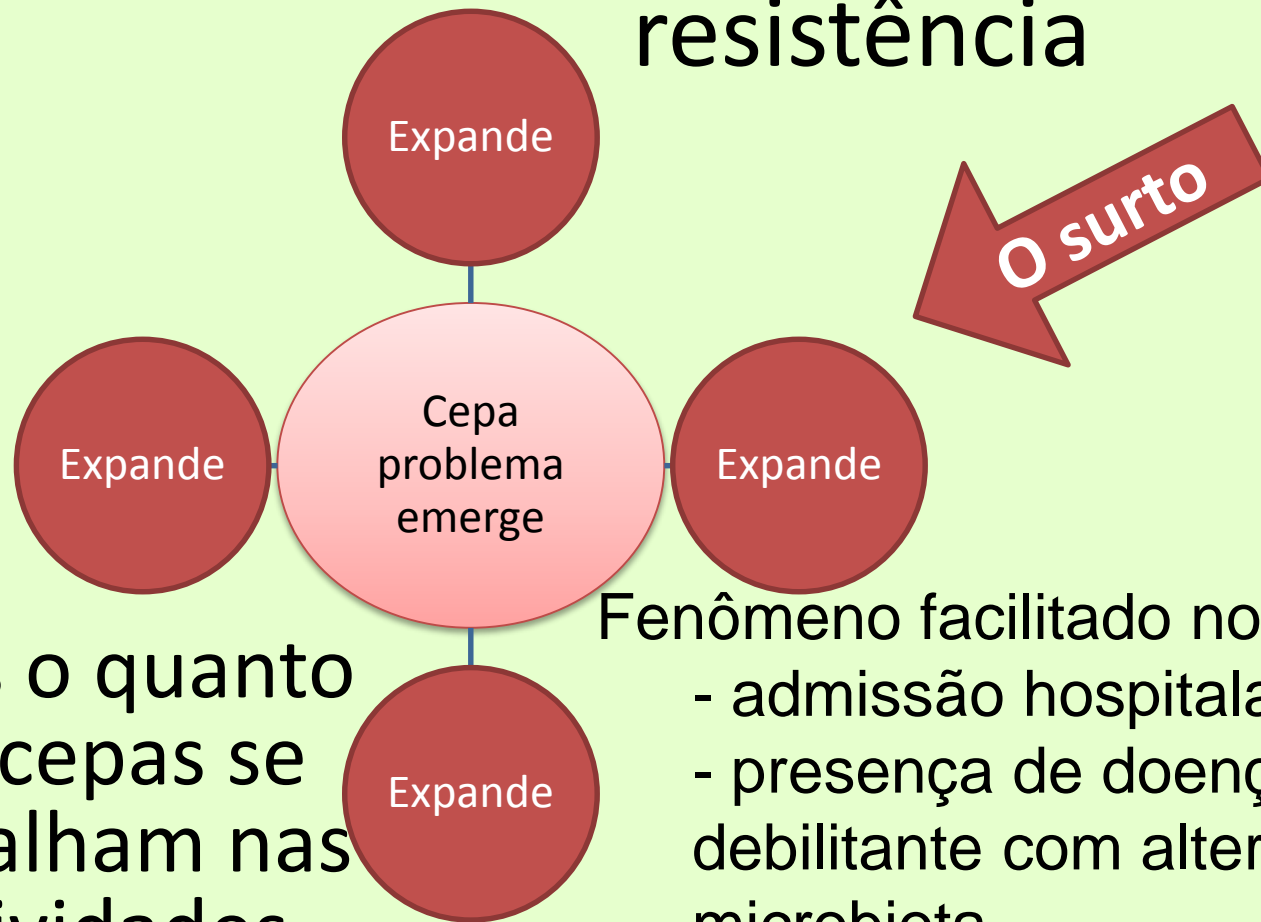 resistência
Expande
O surto
Expande
Cepa
problema
emerge
Expande
Fenômeno facilitado no
- admissão hospitala
- presença de doenç
debilitante com alter
o quanto
cepas se
alham nas
Expande